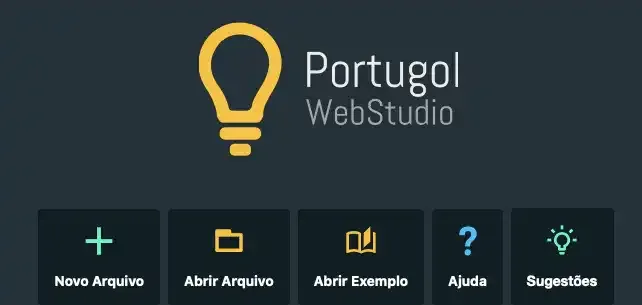 Portugol
WebStudio
Novo Arquivo
Abrir Arquivo
Abrir Exemplo
Ajuda
Sugestões